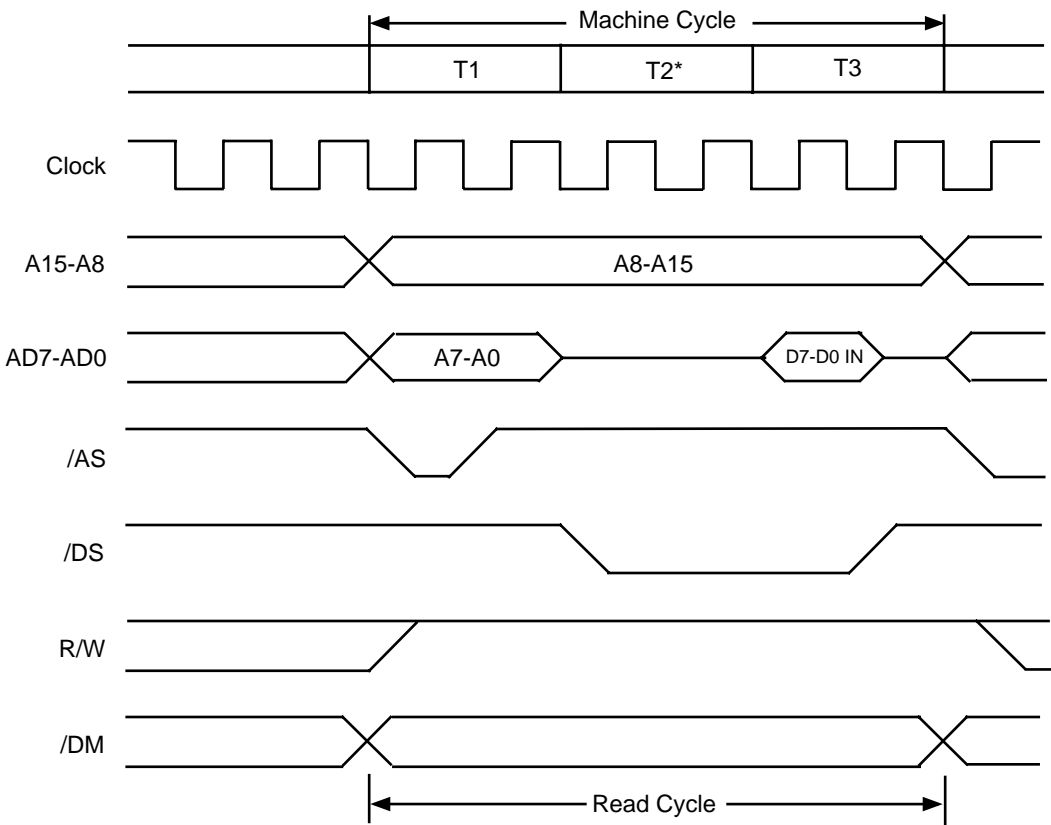 Machine Cycle
T1
T2*
T3
Clock
A15-A8
A8-A15
AD7-AD0
A7-A0
D7-D0 IN
/AS
/DS
R/W
/DM
Read Cycle